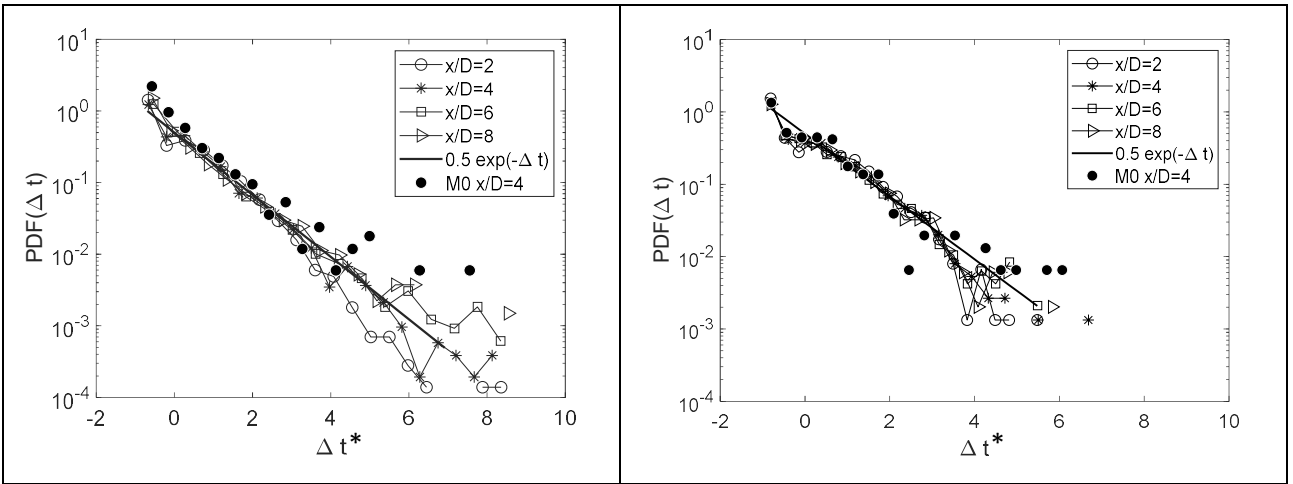 10^1
10^0
10^-1
10^-2
10^-3
10^-4
PDF(Δ t)
-2 0 2 4 6 8 10
Δ t*
x/D=2
x/D=4
x/D=6
x/D=8
0.5 exp(-Δ t)
M0 x/D=4
10^1
10^0
10^-1
10^-2
10^-3
10^-4
PDF(Δ t)
-2 0 2 4 6 8 10
Δ t*
x/D=2
x/D=4
x/D=6
x/D=8
0.5 exp(-Δ t)
M0 x/D=4